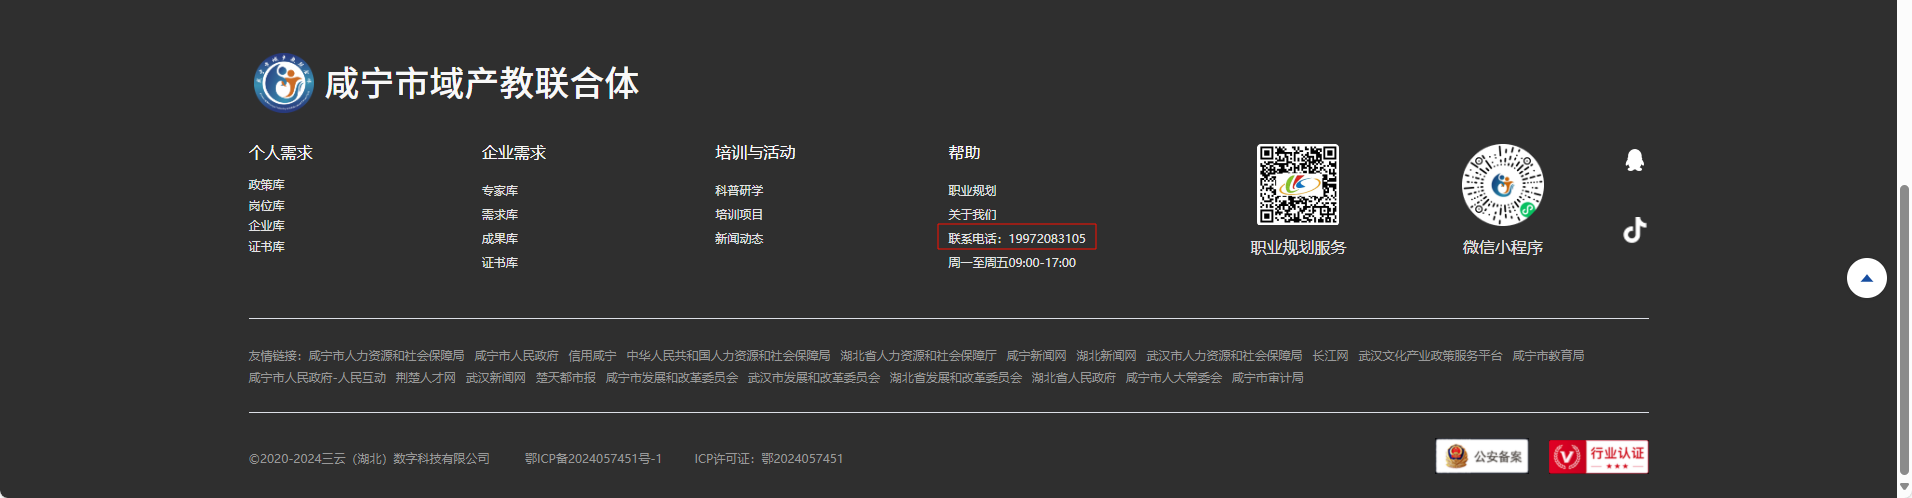 咸宁市域产教联合体
个人需求
政策库
岗位库
企业库
证书库
企业需求
专家库
需求库
成果库
证书库
培训与活动
科普研学
培训项目
新闻动态
帮助
职业规划
关于我们
联系电话：19972083105
周一至周五09:00-17:00
职业规划服务
微信小程序
友情链接：咸宁市人力资源和社会保障局 咸宁市人民政府 信用咸宁 中华人民共和国人力资源和社会保障局 湖北省人力资源和社会保障厅 咸宁新闻网 湖北新闻网 武汉市人力资源和社会保障局 长江网 武汉文化产业政策服务平台 咸宁市教育局
咸宁市人民政府-人民互动 荆楚人才网 武汉新闻网 楚天都市报 咸宁市发展和改革委员会 武汉市发展和改革委员会 湖北省发展和改革委员会 湖北省人民政府 咸宁市人大常委会 咸宁市审计局
©2020-2024三云（湖北）数字科技有限公司 鄂ICP备2024057451号-1 ICP许可证：鄂2024057451
公安备案
行业认证